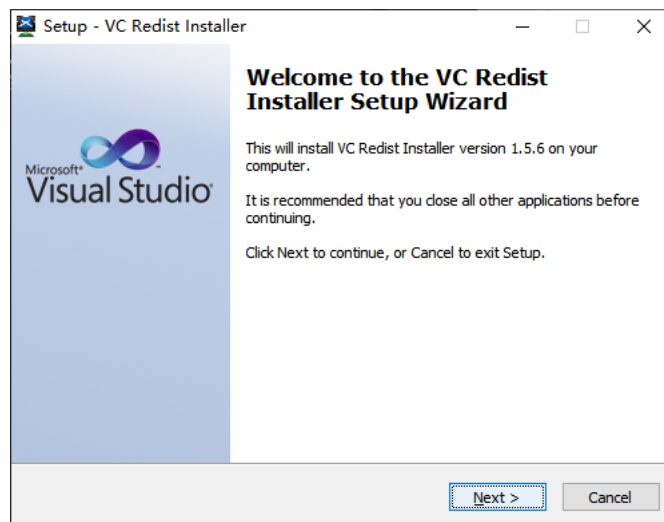 Setup - VC Redist Installer
Welcome to the VC Redist
Installer Setup Wizard
This will install VC Redist Installer version 1.5.6 on your
computer.
It is recommended that you close all other applications before
continuing.
Click Next to continue, or Cancel to exit Setup.
Microsoft®
Visual Studio®
Next >
Cancel